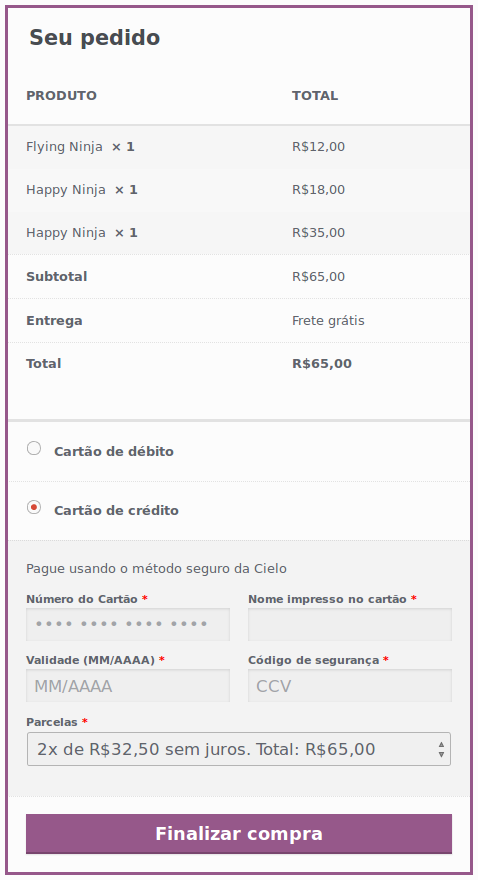 Seu pedido
PRODUTO TOTAL
Flying Ninja × 1 R$12,00
Happy Ninja × 1 R$18,00
Happy Ninja × 1 R$35,00
Subtotal R$65,00
Entrega Frete grátis
Total R$65,00
Cartão de débito
Cartão de crédito
Pague usando o método seguro da Cielo
Número do Cartão * Nome impresso no cartão *
•••• •••• •••• ••••
Validade (MM/AAAA) * Código de segurança *
MM/AAAA CCV
Parcelas *
2x de R$32,50 sem juros. Total: R$65,00
Finalizar compra